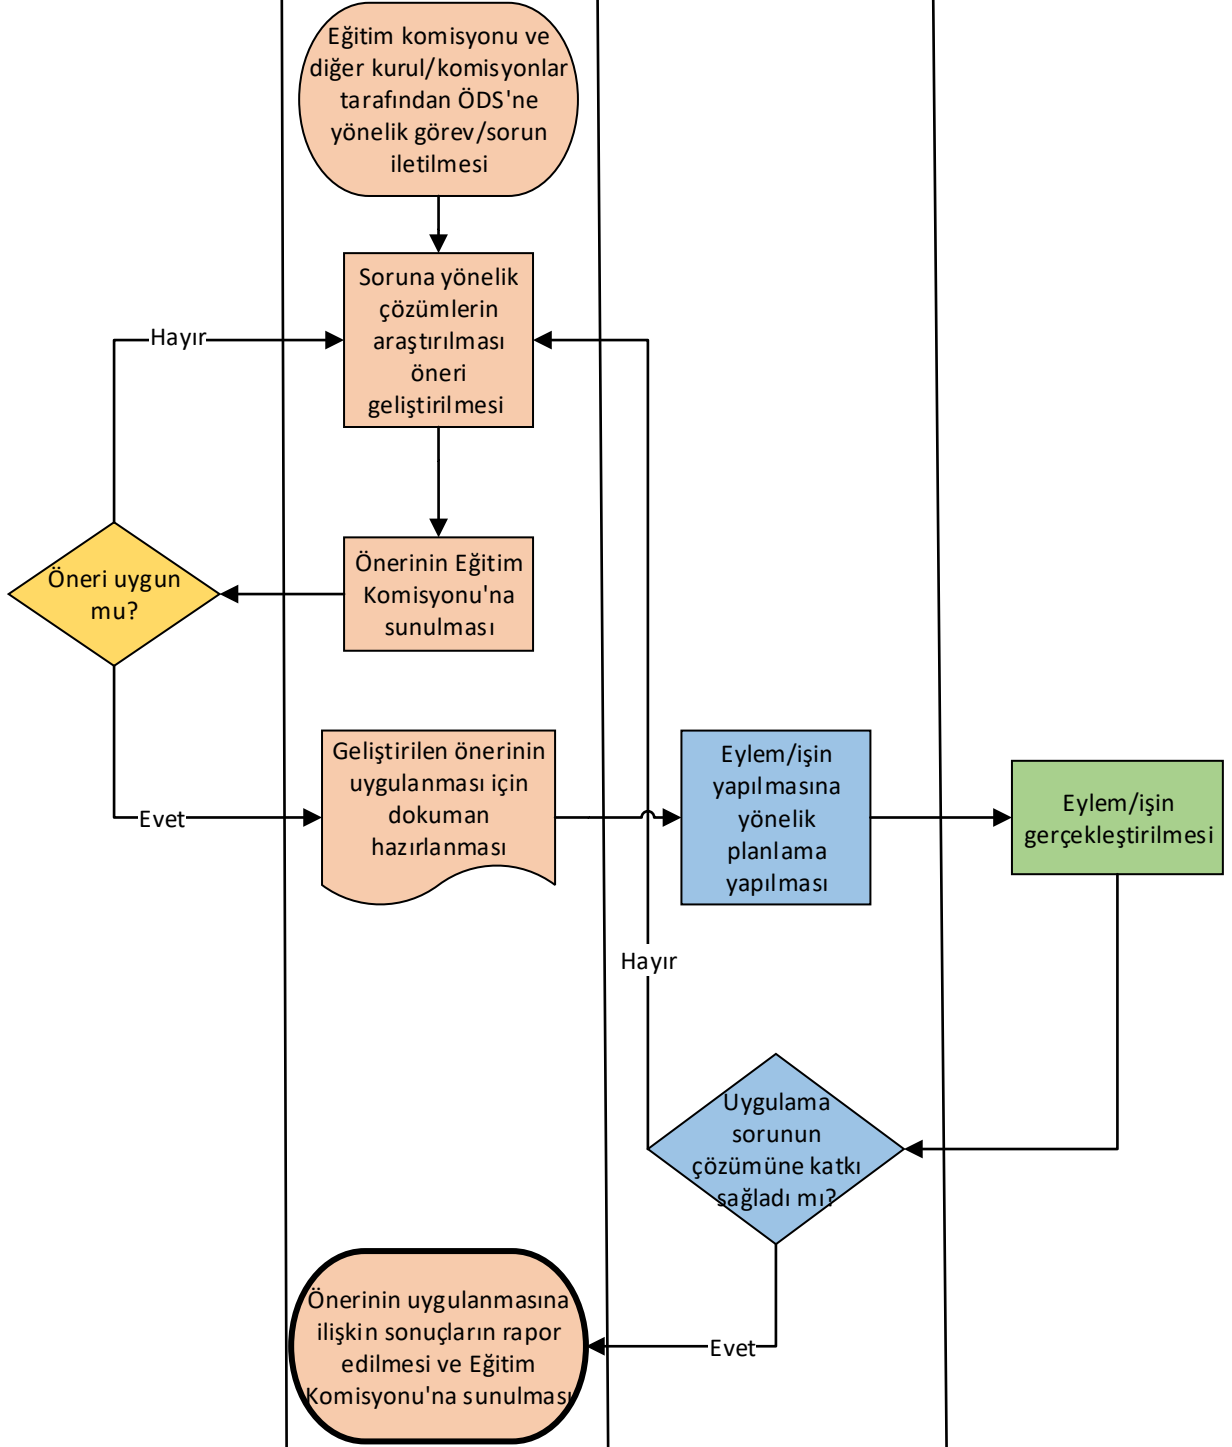 Eğitim komisyonu ve
diğer kurul/komisyonlar
tarafından ÖDS'ne
yönelik görev/sorun
iletilmesi
Soruna yönelik
çözümlerin
araştırılması
öneri
geliştirilmesi
Hayır
Önerinin Eğitim
Komisyonu'na
sunulması
Öneri uygun
mu?
Evet
Geliştirilen önerinin
uygulanması için
dokuman
hazırlanması
Eylem/işin
yapılmasına
yönelik
planlama
yapılması
Eylem/işin
gerçekleştirilmesi
Hayır
Uygulama
sorunun
çözümüne katkı
sağladı mı?
Evet
Önerinin uygulanmasına
ilişkin sonuçların rapor
edilmesi ve Eğitim
Komisyonu'na sunulması